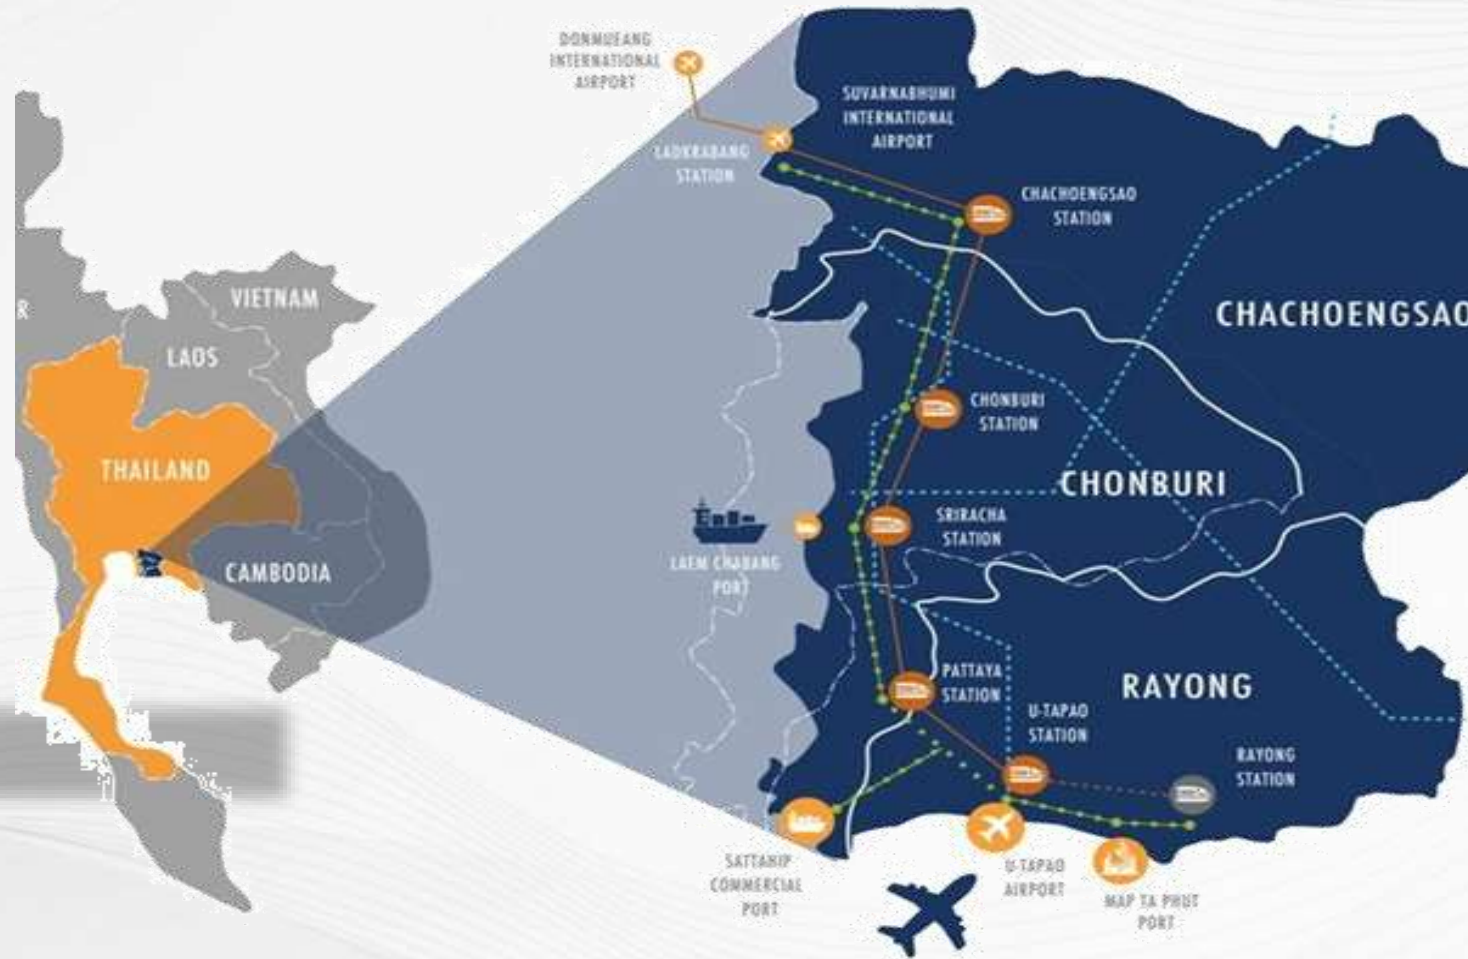 DONMUEANG
INTERNATIONAL
AIRPORT
SUVARNABHUMI
INTERNATIONAL
AIRPORT
LADKRABANG
STATION
CHACHOENGSAO
STATION
R
VIETNAM
LAOS
THAILAND
CAMBODIA
CHACHOENGSAO
CHONBURI
STATION
CHONBURI
SRIRACHA
STATION
LAEM CHABANG
PORT
PATTAYA
STATION
RAYONG
U-TAPAO
STATION
RAYONG
STATION
SATTAHIP
COMMERCIAL
PORT
U-TAPAO
AIRPORT
MAP TA PHUT
PORT